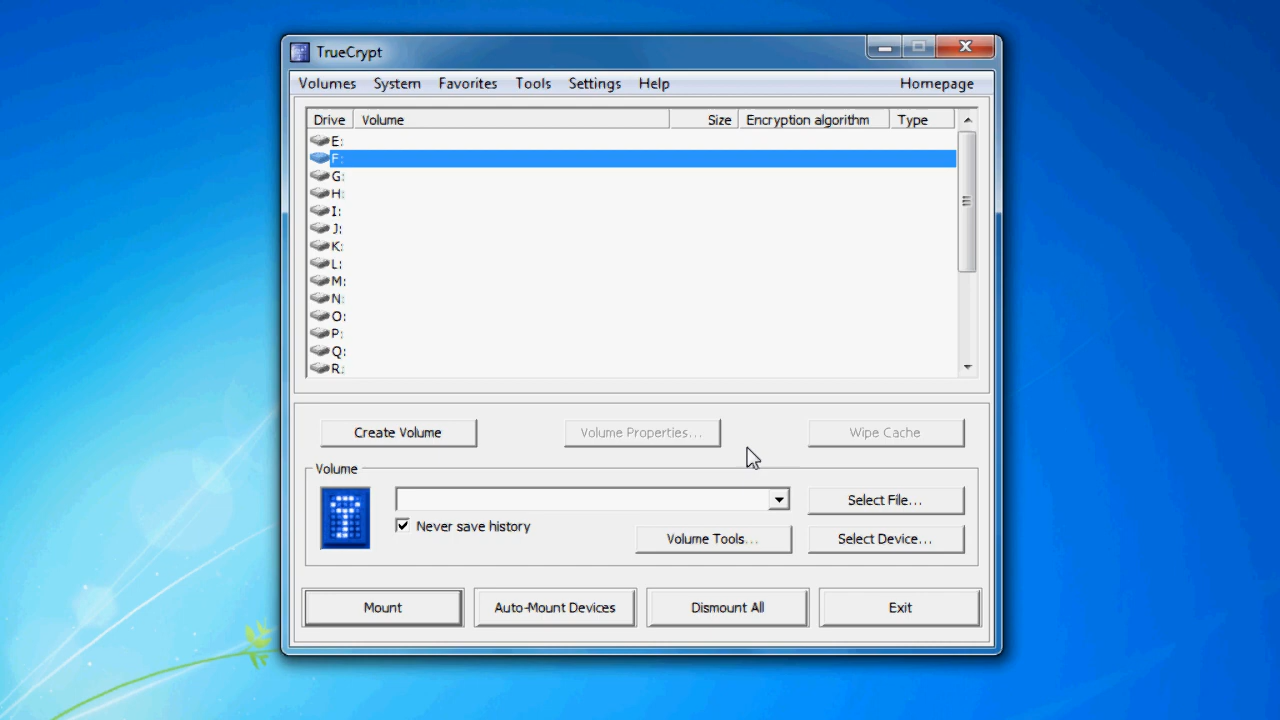 TrueCrypt
Volumes System Favorites Tools Settings Help Homepage
Drive Volume Size Encryption algorithm Type
E:
F:
G:
H:
I:
J:
K:
L:
M:
N:
O:
P:
Q:
R:
Create Volume Volume Properties... Wipe Cache
Volume
T
Select File...
Never save history
Volume Tools... Select Device...
Mount Auto-Mount Devices Dismount All Exit